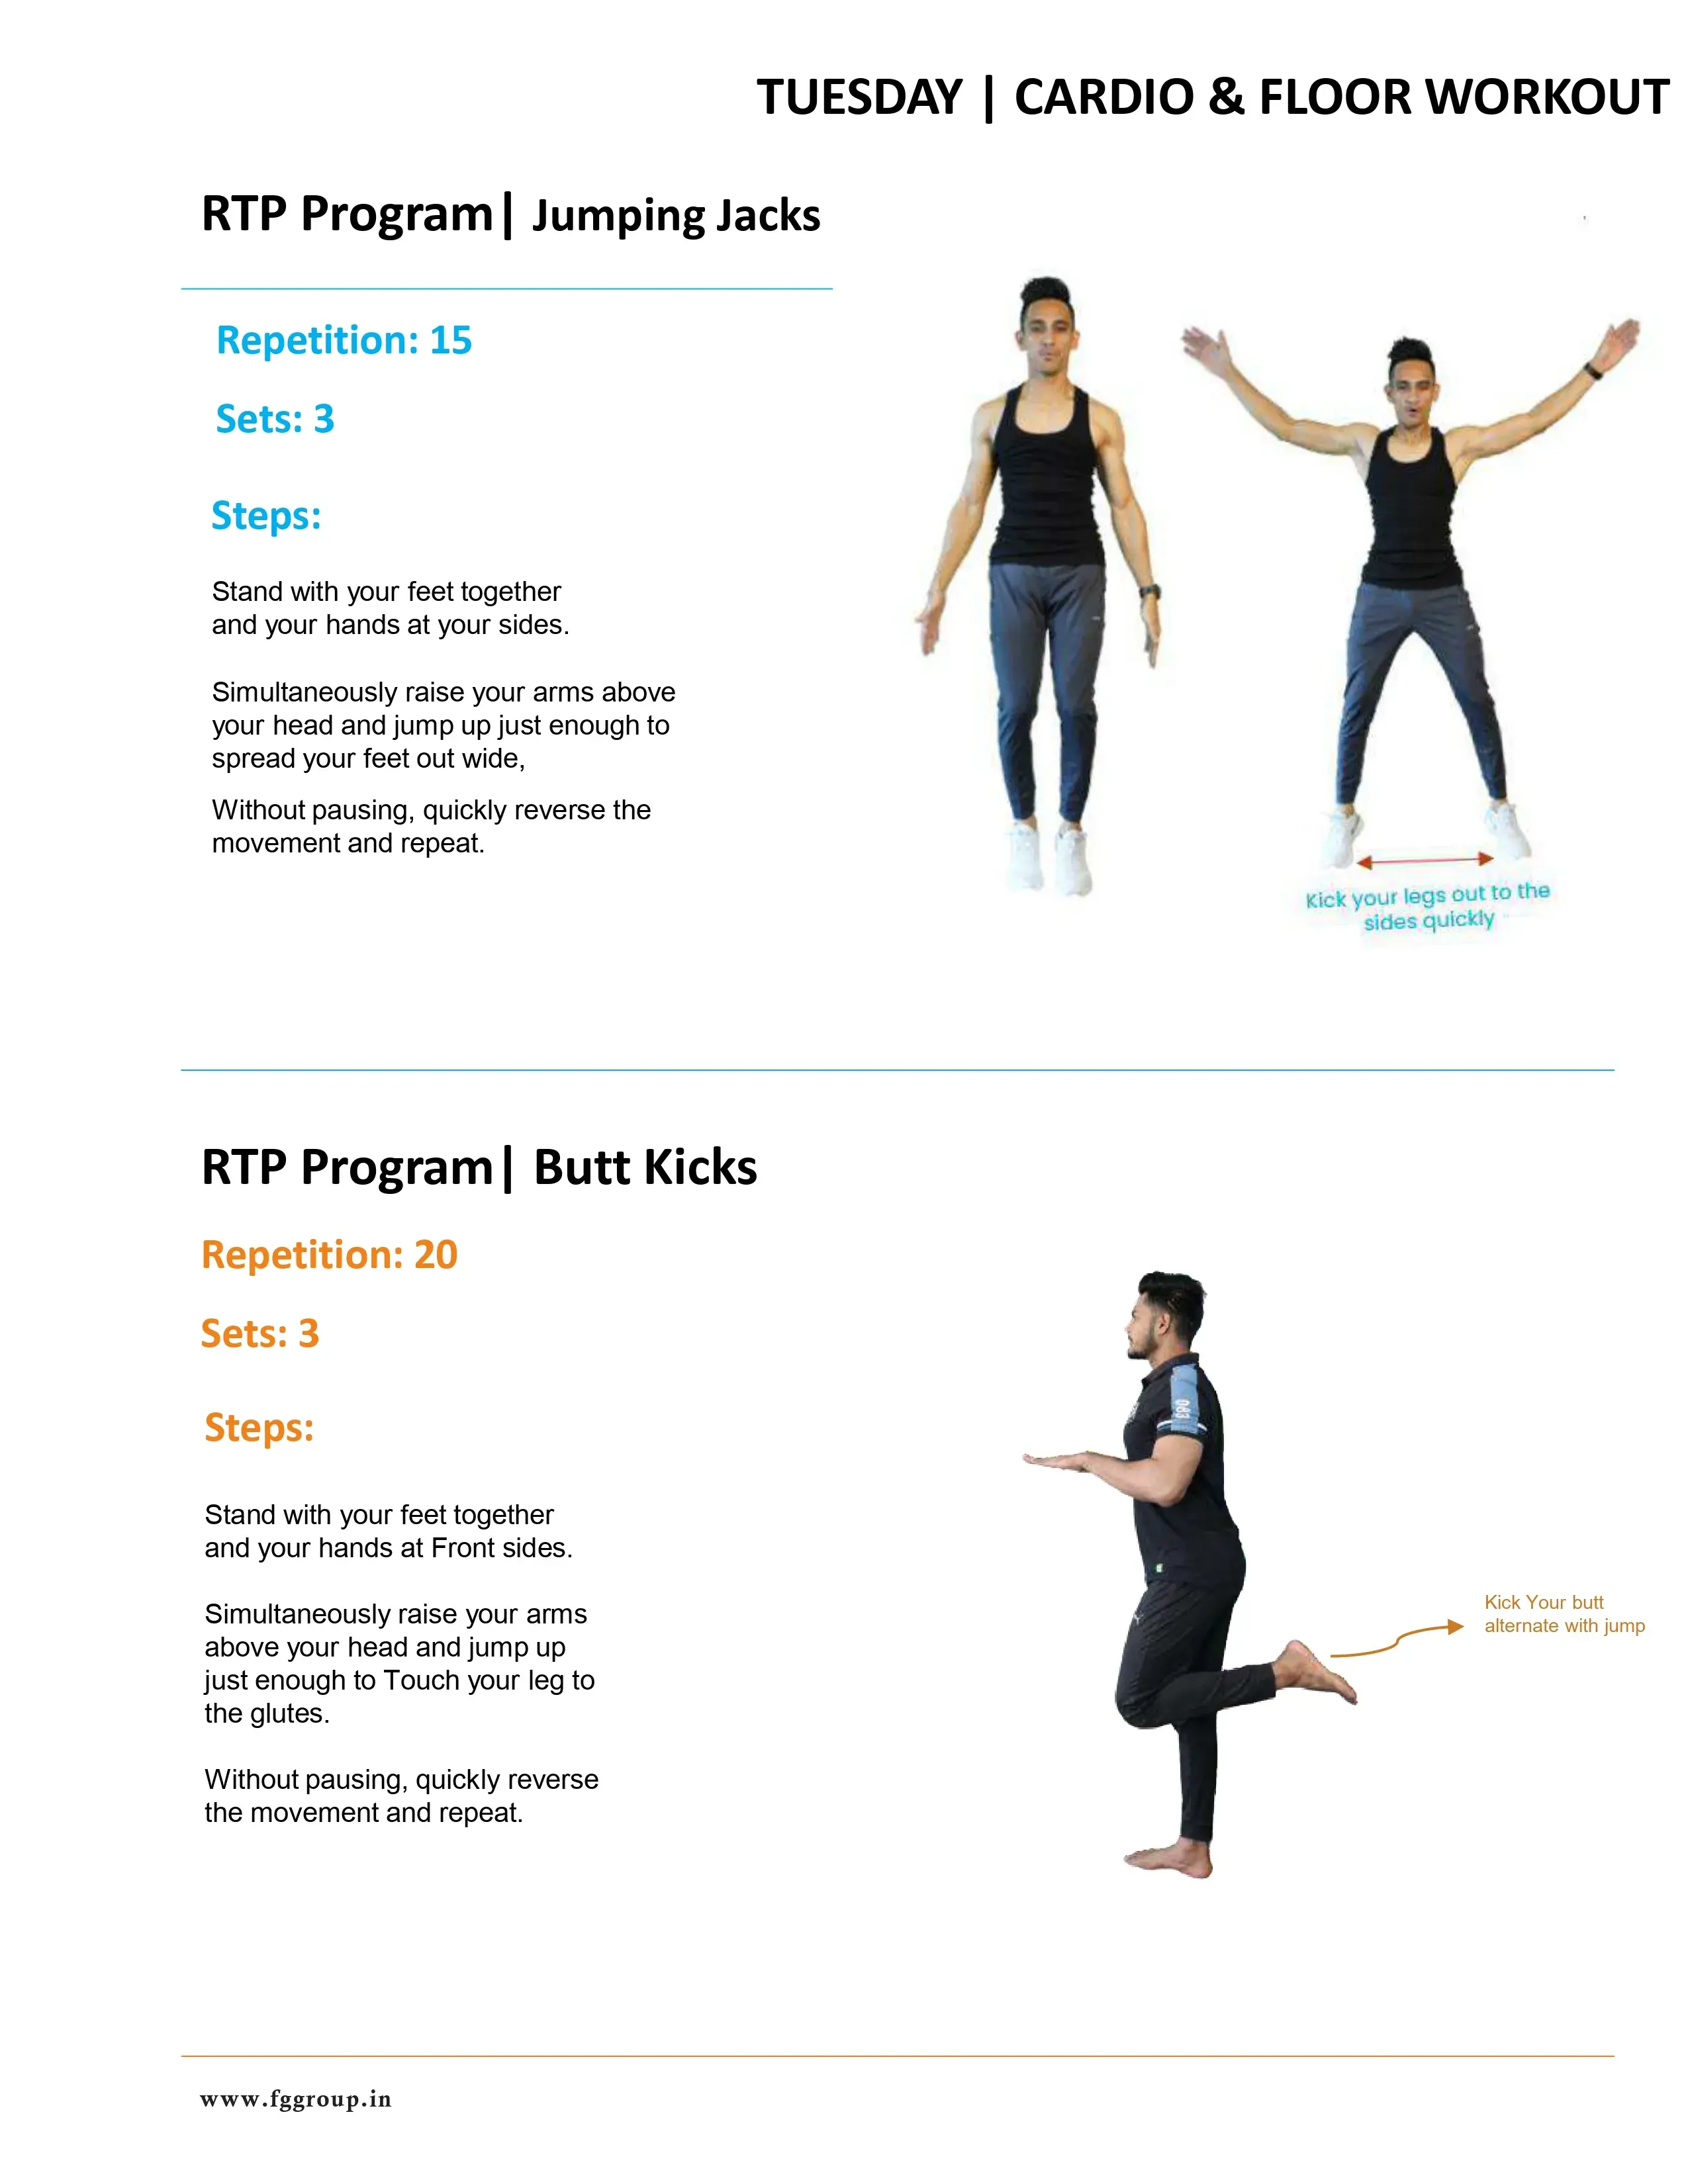 TUESDAY | CARDIO & FLOOR WORKOUT
RTP Program| Jumping Jacks
Repetition: 15
Sets: 3
Steps:
Stand with your feet together
and your hands at your sides.
Simultaneously raise your arms above
your head and jump up just enough to
spread your feet out wide,
Without pausing, quickly reverse the
movement and repeat.
Kick your legs out to the
sides quickly
RTP Program| Butt Kicks
Repetition: 20
Sets: 3
Steps:
Stand with your feet together
and your hands at Front sides.
Simultaneously raise your arms
above your head and jump up
just enough to Touch your leg to
the glutes.
Without pausing, quickly reverse
the movement and repeat.
Kick Your butt
alternate with jump
www.fggroup.in